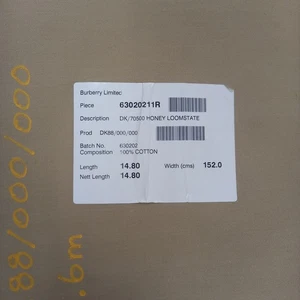 Burberry Limited
Piece 63020211R
Description DK/70500 HONEY LOOMSTATE
Prod DK88/000/000
Batch No. 630202
Composition 100% COTTON
Length 14.80 Width (cms) 152.0
Nett Length 14.80
88/000/000
.6m